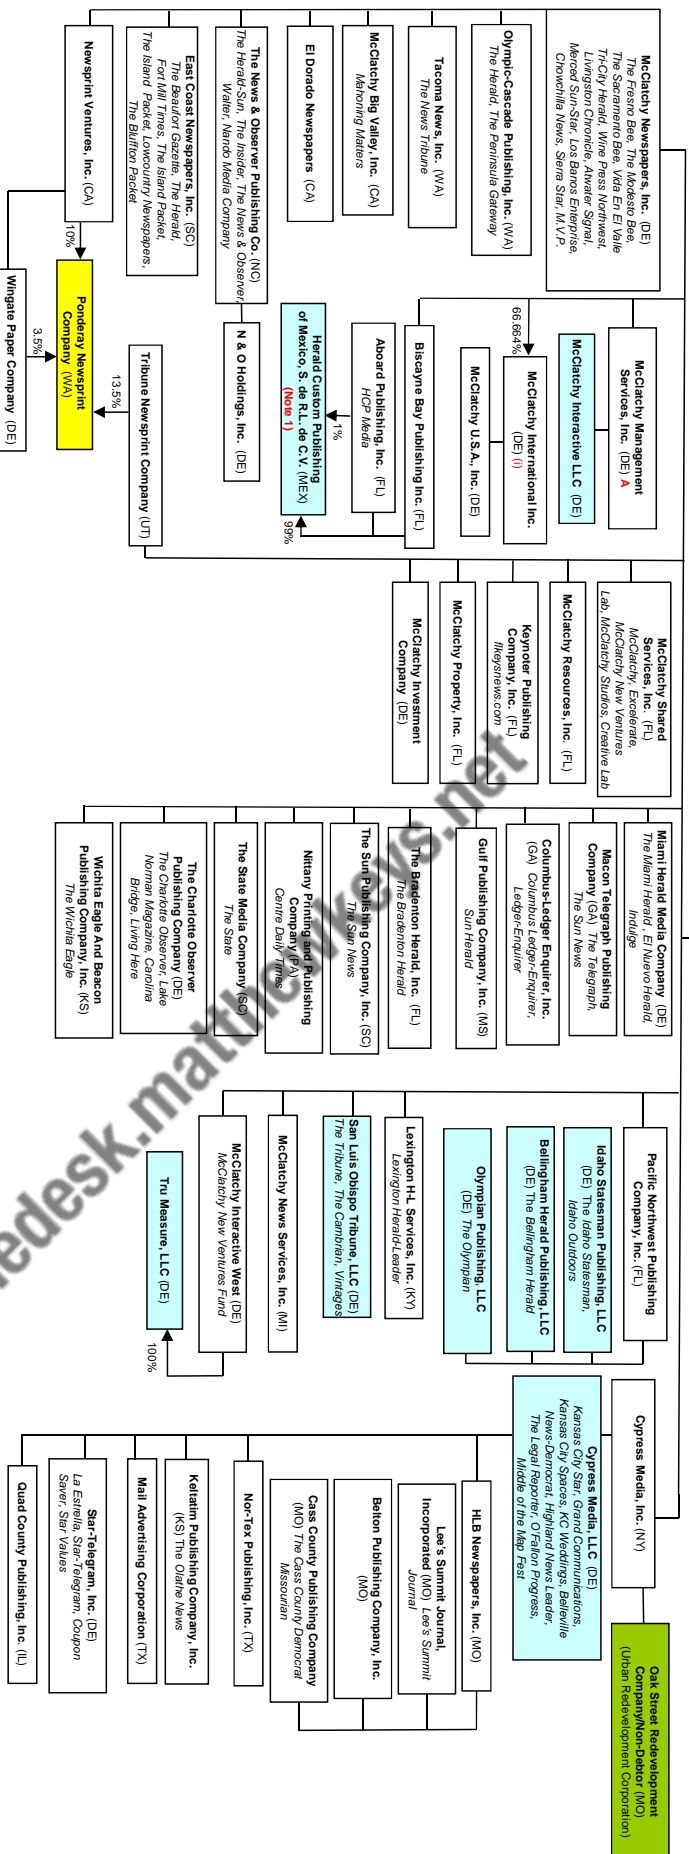 McClatchy Newspapers, Inc. (DE)
The Fresno Bee, The Modesto Bee,
The Sacramento Bee, Vida En El Valle
Tri-City Herald, Wine Press Northwest,
Livingston Chronicle, Atwater Signal,
Merced Sun-Star, Los Banos Enterprise,
Chowchilla News, Sierra Star, M.V.P.
Olympic-Cascade Publishing, Inc. (WA)
The Herald, The Peninsula Gateway
Tacoma News, Inc. (WA)
The News Tribune
McClatchy Big Valley, Inc. (CA)
Mahoning Matters
El Dorado Newspapers (CA)
The News & Observer Publishing Co. (NC)
The Herald-Sun, The Insider, The News & Observer,
Walter, Nando Media Company
East Coast Newspapers, Inc. (SC)
The Beaufort Gazette, The Herald,
Fort Mill Times, The Island Packet,
The Island Packet, Lowcountry Newspapers,
The Bluffton Packet
Newsprint Ventures, Inc. (CA)
10%
McClatchy Management
Services, Inc. (DE) A
McClatchy Interactive LLC (DE)
66.664%
McClatchy International Inc.
(DE) (i)
McClatchy U.S.A., Inc. (DE)
Biscayne Bay Publishing Inc. (FL)
Aboard Publishing, Inc. (FL)
HCP Media
1%
99%
Herald Custom Publishing
of Mexico, S. de R.L. de C.V. (MEX)
(Note 1)
N & O Holdings, Inc. (DE)
Tribune Newsprint Company (UT)
13.5%
Ponderay Newsprint
Company (WA)
3.5%
Wingate Paper Company (DE)
McClatchy Shared
Services, Inc. (FL)
McClatchy, Excelerate,
McClatchy New Ventures
Lab, McClatchy Studios, Creative Lab
McClatchy Resources, Inc. (FL)
Keynoter Publishing
Company, Inc. (FL)
flkeysnews.com
McClatchy Property, Inc. (FL)
McClatchy Investment
Company (DE)
Miami Herald Media Company (DE)
The Miami Herald, El Nuevo Herald,
Indulge
Macon Telegraph Publishing
Company (GA) The Telegraph,
The Sun News
Columbus-Ledger Enquirer, Inc.
(GA) Columbus Ledger-Enquirer,
Ledger-Enquirer
Gulf Publishing Company, Inc. (MS)
Sun Herald
The Bradenton Herald, Inc. (FL)
The Bradenton Herald
The Sun Publishing Company, Inc. (SC)
The Sun News
Nittany Printing and Publishing
Company (PA)
Centre Daily Times
The State Media Company (SC)
The State
The Charlotte Observer
Publishing Company (DE)
The Charlotte Observer, Lake
Norman Magazine, Carolina
Bridge, Living Here
Wichita Eagle And Beacon
Publishing Company, Inc. (KS)
The Wichita Eagle
Pacific Northwest Publishing
Company, Inc. (FL)
Idaho Statesman Publishing, LLC
(DE) The Idaho Statesman,
Idaho Outdoors
Bellingham Herald Publishing, LLC
(DE) The Bellingham Herald
Olympian Publishing, LLC
(DE) The Olympian
Lexington H-L Services, Inc. (KY)
Lexington Herald-Leader
San Luis Obispo Tribune, LLC (DE)
The Tribune, The Cambrian, Vintages
McClatchy News Services, Inc. (MI)
McClatchy Interactive West (DE)
McClatchy New Ventures Fund
Tru Measure, LLC (DE)
100%
Cypress Media, Inc. (NY)
Oak Street Redevelopment
Company/Non-Debtor (MO)
(Urban Redevelopment Corporation)
Cypress Media, LLC (DE)
Kansas City Star, Grand Communications,
Kansas City Spaces, KC Weddings, Belleville
News-Democrat, Highland News Leader,
The Legal Reporter, O'Fallon Progress,
Middle of the Map Fest
HLB Newspapers, Inc. (MO)
Lee's Summit Journal,
Incorporated (MO) Lee's Summit
Journal
Belton Publishing Company, Inc.
(MO)
Cass County Publishing Company
(MO) The Cass County Democrat
Missourian
Nor-Tex Publishing, Inc. (TX)
Keltatim Publishing Company, Inc.
(KS) The Olathe News
Mail Advertising Corporation (TX)
Star-Telegram, Inc. (DE)
La Estrella, Star-Telegram, Coupon
Saver, Star Values
Quad County Publishing, Inc. (IL)